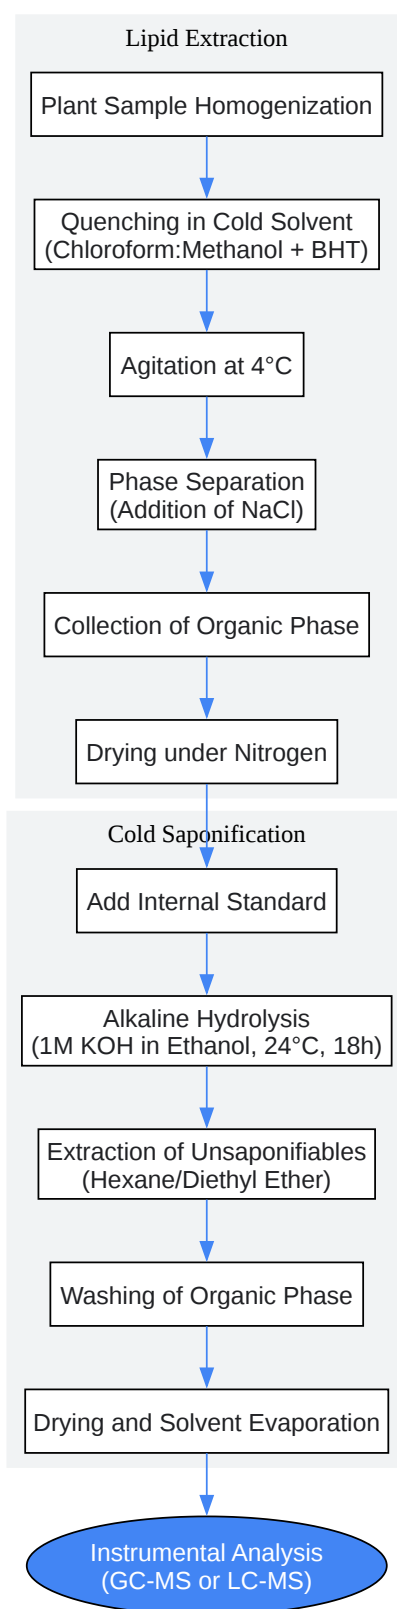 Lipid Extraction
Plant Sample Homogenization
Quenching in Cold Solvent
(Chloroform:Methanol + BHT)
Agitation at 4°C
Phase Separation
(Addition of NaCl)
Collection of Organic Phase
Drying under Nitrogen
Cold Saponification
Add Internal Standard
Alkaline Hydrolysis
(1M KOH in Ethanol, 24°C, 18h)
Extraction of Unsaponifiables
(Hexane/Diethyl Ether)
Washing of Organic Phase
Drying and Solvent Evaporation
Instrumental Analysis
(GC-MS or LC-MS)